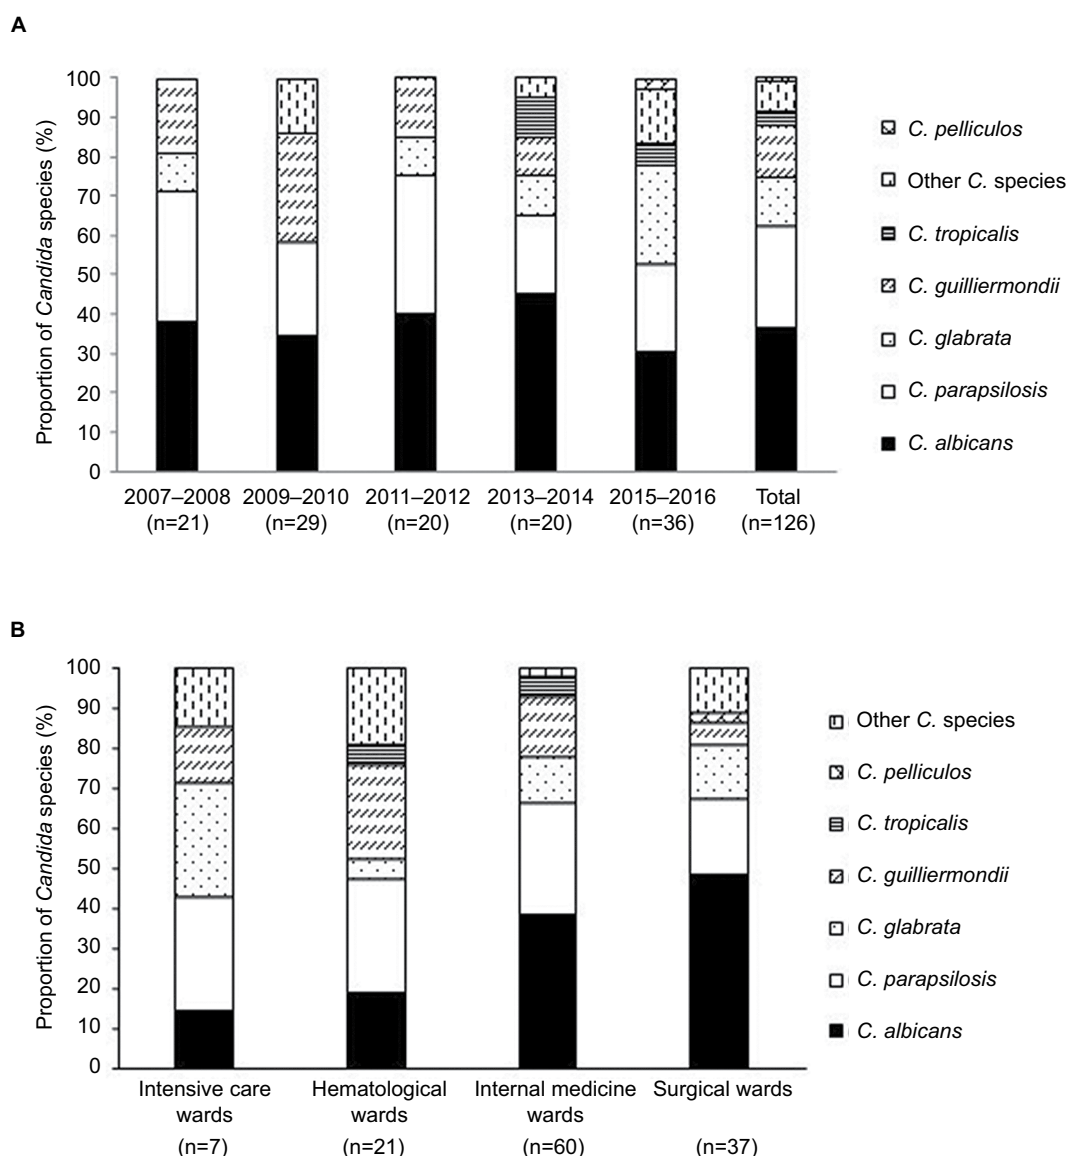 A
Proportion of Candida species (%)
100
90
80
70
60
50
40
30
20
10
0
2007–2008
(n=21)
2009–2010
(n=29)
2011–2012
(n=20)
2013–2014
(n=20)
2015–2016
(n=36)
Total
(n=126)
C. pelliculos
Other C. species
C. tropicalis
C. guilliermondii
C. glabrata
C. parapsilosis
C. albicans
B
Proportion of Candida species (%)
100
90
80
70
60
50
40
30
20
10
0
Intensive care
wards
(n=7)
Hematological
wards
(n=21)
Internal medicine
wards
(n=60)
Surgical wards
(n=37)
Other C. species
C. pelliculos
C. tropicalis
C. guilliermondii
C. glabrata
C. parapsilosis
C. albicans